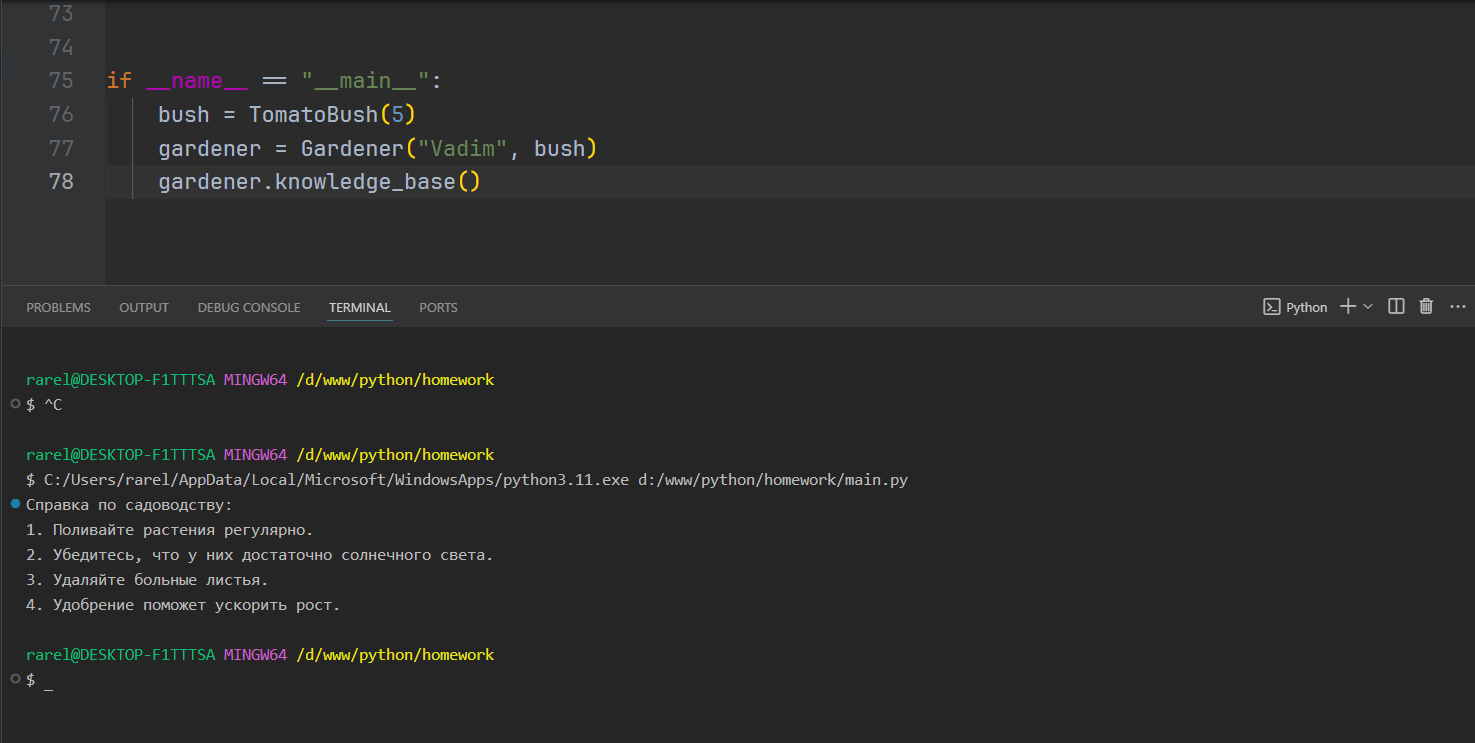 73
74
75 if __name__ == "__main__":
76 bush = TomatoBush(5)
77 gardener = Gardener("Vadim", bush)
78 gardener.knowledge_base()
PROBLEMS OUTPUT DEBUG CONSOLE TERMINAL PORTS Python
rarel@DESKTOP-F1TTTSA MINGW64 /d/www/python/homework
$ ^C
rarel@DESKTOP-F1TTTSA MINGW64 /d/www/python/homework
$ C:/Users/rarel/AppData/Local/Microsoft/WindowsApps/python3.11.exe d:/www/python/homework/main.py
Справка по садоводству:
1. Поливайте растения регулярно.
2. Убедитесь, что у них достаточно солнечного света.
3. Удаляйте больные листья.
4. Удобрение поможет ускорить рост.
rarel@DESKTOP-F1TTTSA MINGW64 /d/www/python/homework
$ _